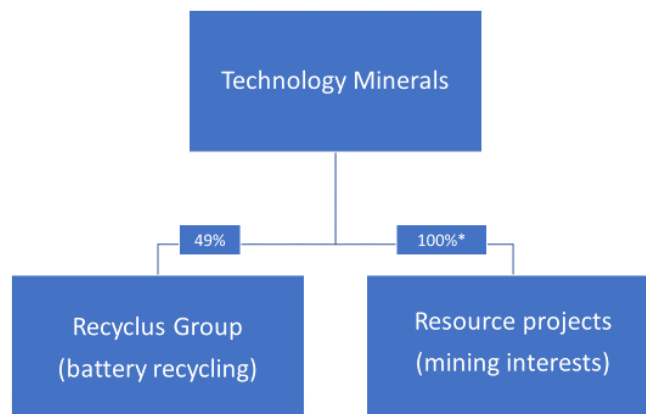 Technology Minerals
49%
100%*
Recyclus Group
(battery recycling)
Resource projects
(mining interests)